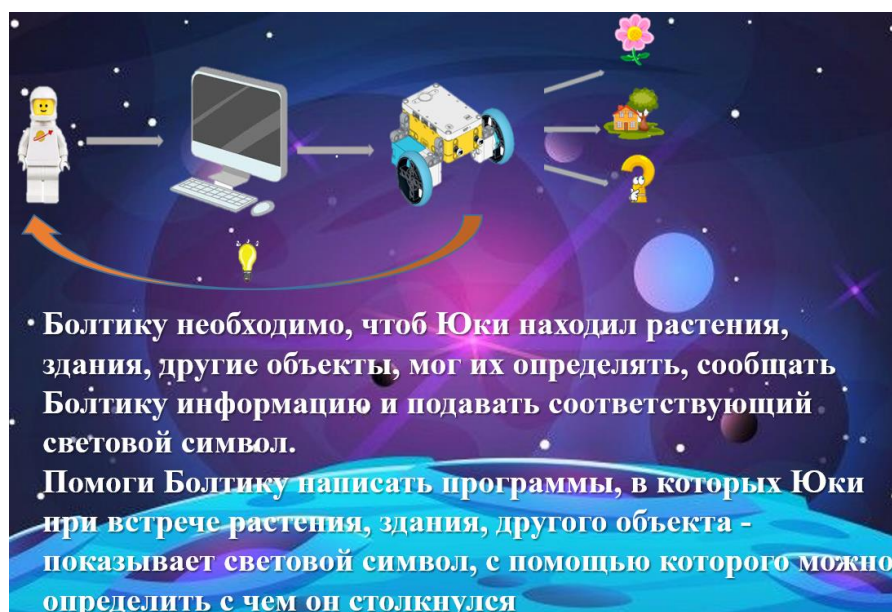 • Болтику необходимо, чтоб Юки находил растения,
здания, другие объекты, мог их определять, сообщать
Болтику информацию и подавать соответствующий
световой символ.
Помоги Болтику написать программы, в которых Юки
при встрече растения, здания, другого объекта -
показывает световой символ, с помощью которого можно
определить с чем он столкнулся